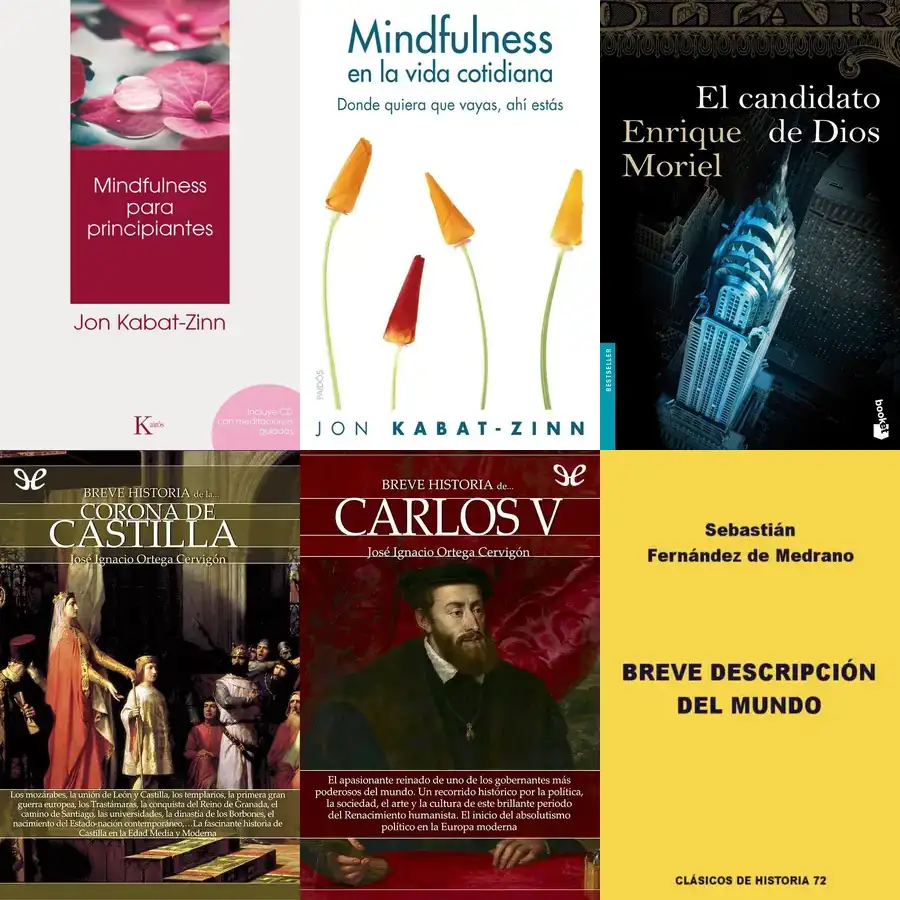 Mindfulness
para
principiantes
Jon Kabat-Zinn
Kairós
Incluye CD
con meditaciones
guiadas
Mindfulness
en la vida cotidiana
Donde quiera que vayas, ahí estás
PAIDÓS
JON KABAT-ZINN
DOLLAR
El candidato
de Dios
Enrique
Moriel
BESTSELLER
booket
BREVE HISTORIA de la...
CORONA DE
CASTILLA
José Ignacio Ortega Cervigón
Los mozárabes, la unión de León y Castilla, los templarios, la primera gran
guerra europea, los Trastámaras, la conquista del Reino de Granada, el
camino de Santiago, las universidades, la dinastía de los Borbones, el
nacimiento del Estado-nación contemporáneo,…La fascinante historia de
Castilla en la Edad Media y Moderna
BREVE HISTORIA de...
CARLOS V
José Ignacio Ortega Cervigón
El apasionante reinado de uno de los gobernantes más
poderosos del mundo. Un recorrido histórico por la política,
la sociedad, el arte y la cultura de este brillante periodo
del Renacimiento humanista. El inicio del absolutismo
político en la Europa moderna
Sebastián
Fernández de Medrano
BREVE DESCRIPCIÓN
DEL MUNDO
CLÁSICOS DE HISTORIA 72